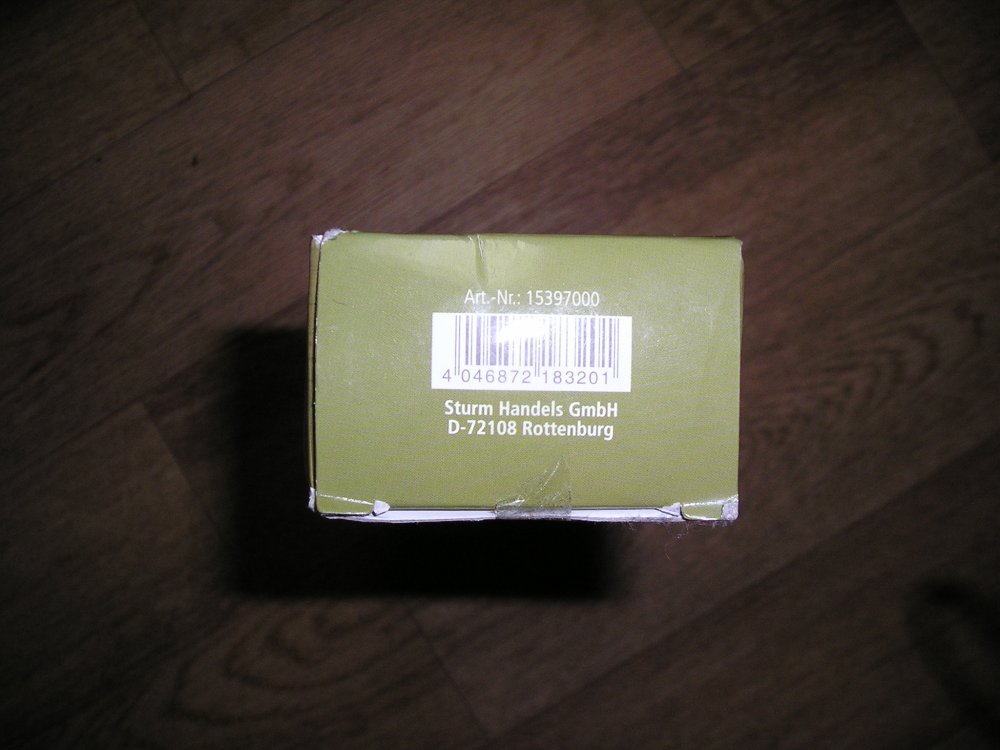 Art.-Nr.: 15397000
4 046872 183201
Sturm Handels GmbH
D-72108 Rottenburg